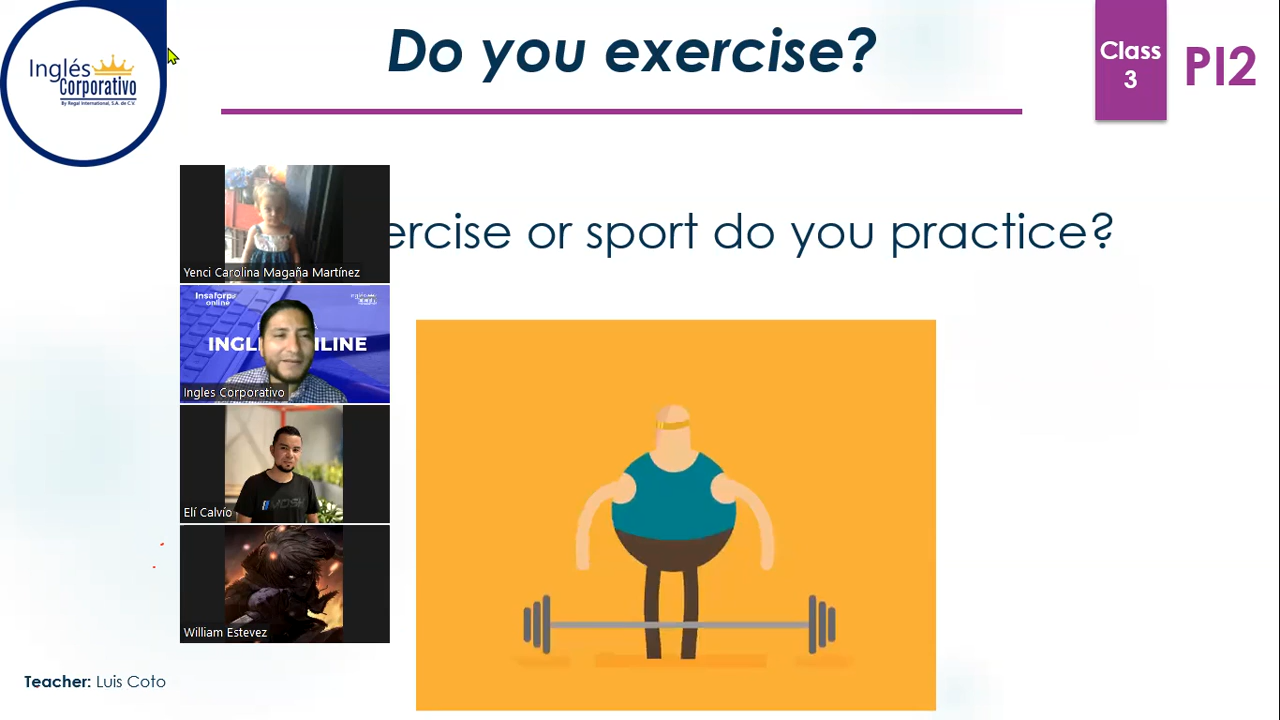 Do you exercise?
Class
3
PI2
Inglés
Corporativo
By Regal International, S.A. de C.V.
ercise or sport do you practice?
Yenci Carolina Magaña Martínez
Insaforp
online
INGL LINE
Ingles Corporativo
Elí Calvío
William Estevez
Teacher: Luis Coto